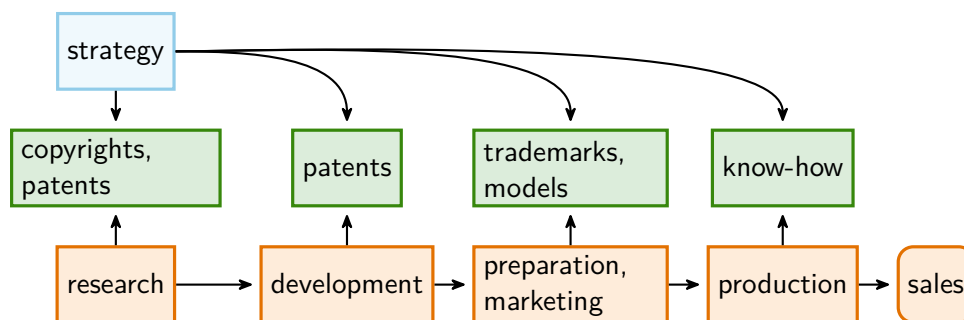 strategy
copyrights,
patents
patents
trademarks,
models
know-how
research
development
preparation,
marketing
production
sales